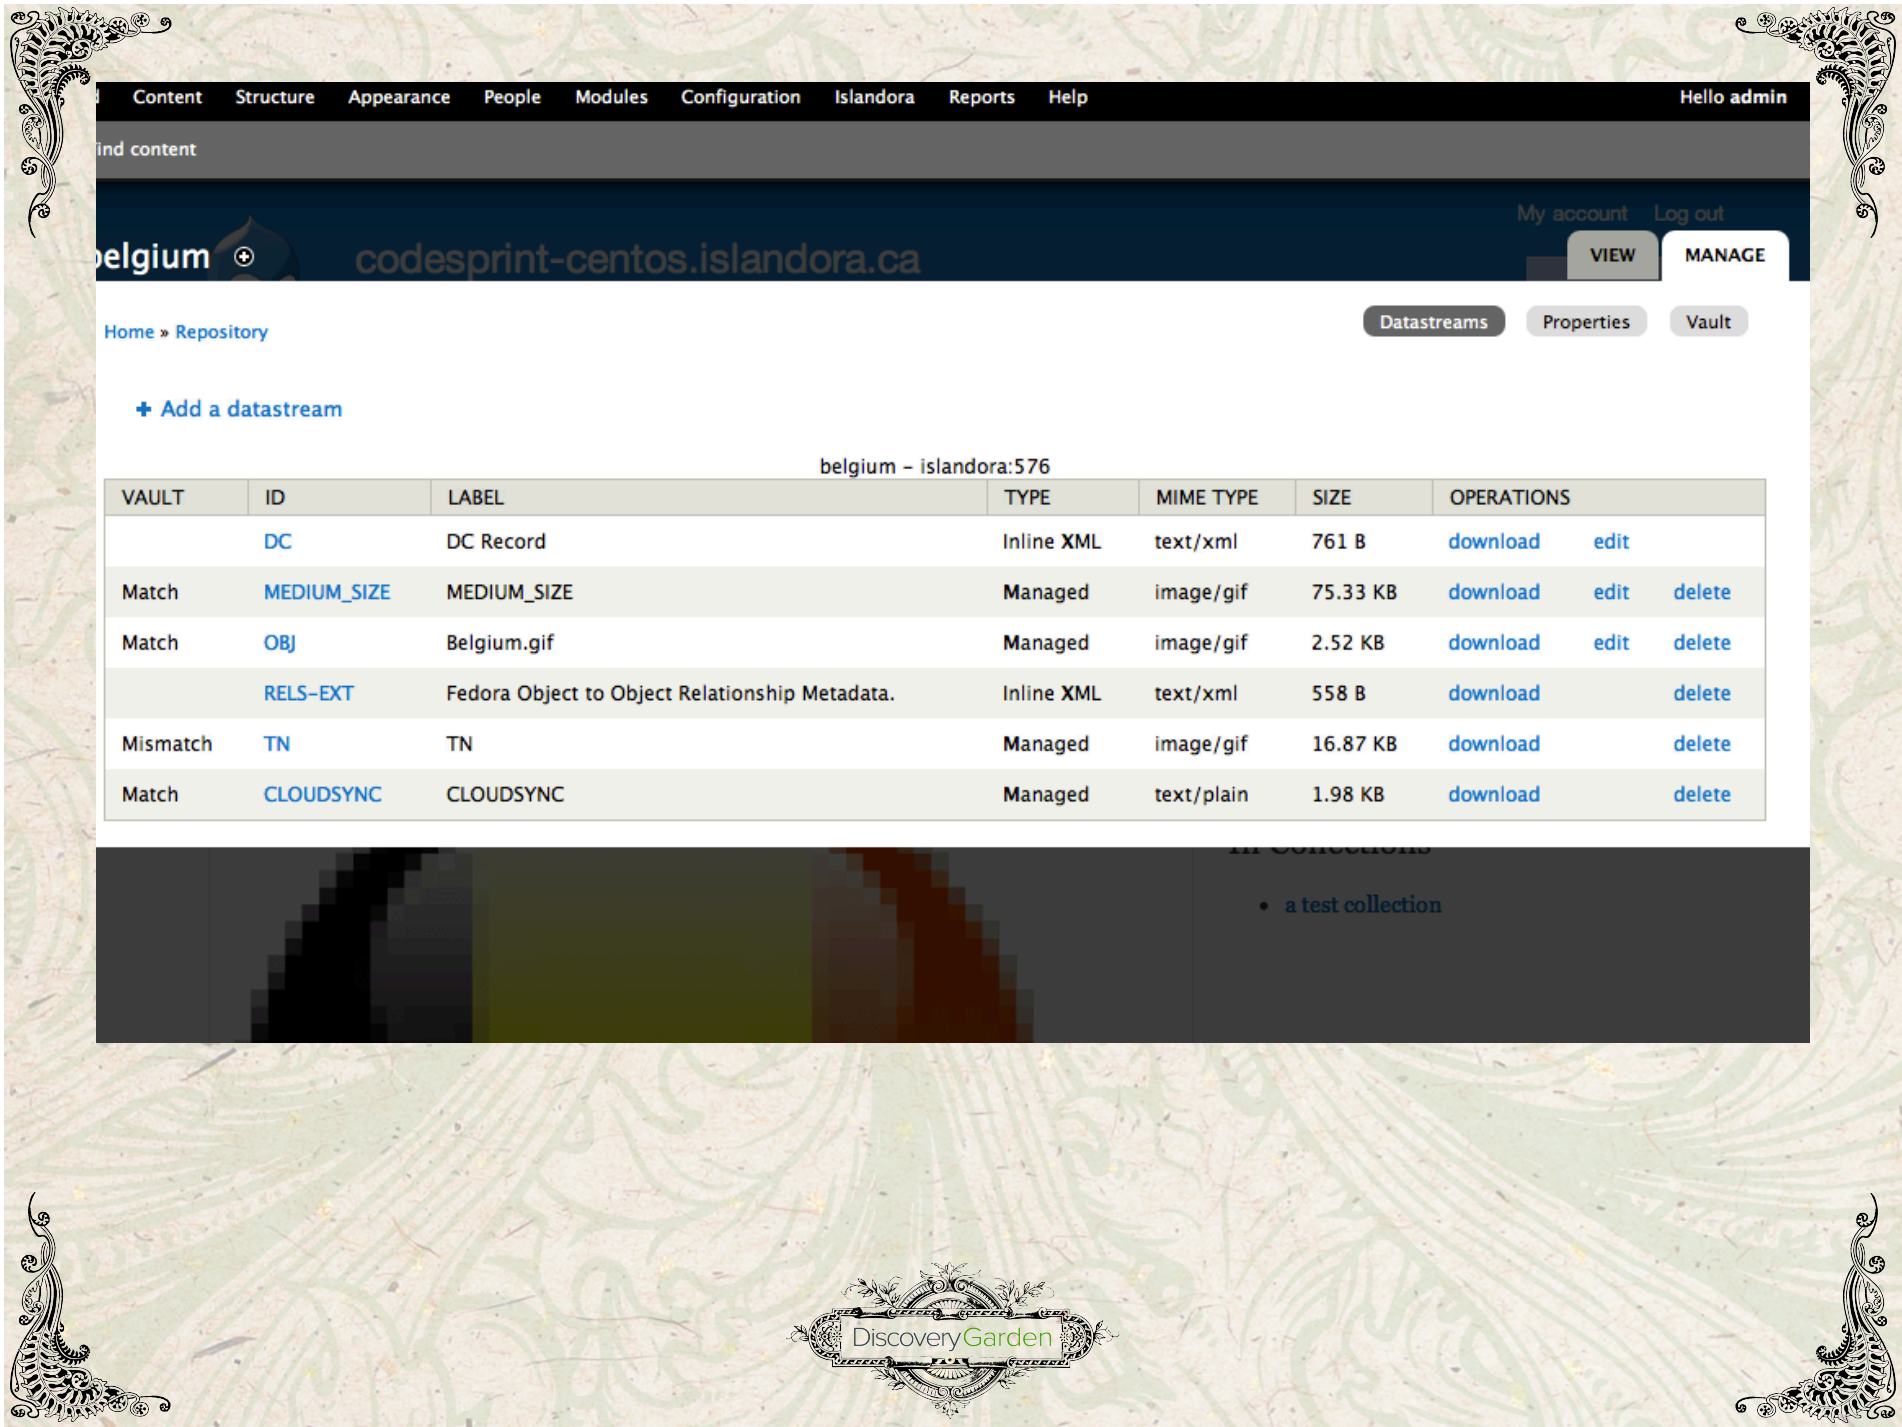 Content Structure Appearance People Modules Configuration Islandora Reports Help Hello admin
ind content
My account Log out
belgium codesprint-centos.islandora.ca VIEW MANAGE
Home » Repository Datastreams Properties Vault
+ Add a datastream
belgium – islandora:576
VAULT ID LABEL TYPE MIME TYPE SIZE OPERATIONS
DC DC Record Inline XML text/xml 761 B download edit
Match MEDIUM_SIZE MEDIUM_SIZE Managed image/gif 75.33 KB download edit delete
Match OBJ Belgium.gif Managed image/gif 2.52 KB download edit delete
RELS-EXT Fedora Object to Object Relationship Metadata. Inline XML text/xml 558 B download delete
Mismatch TN TN Managed image/gif 16.87 KB download delete
Match CLOUDSYNC CLOUDSYNC Managed text/plain 1.98 KB download delete
In Collections
• a test collection
DiscoveryGarden